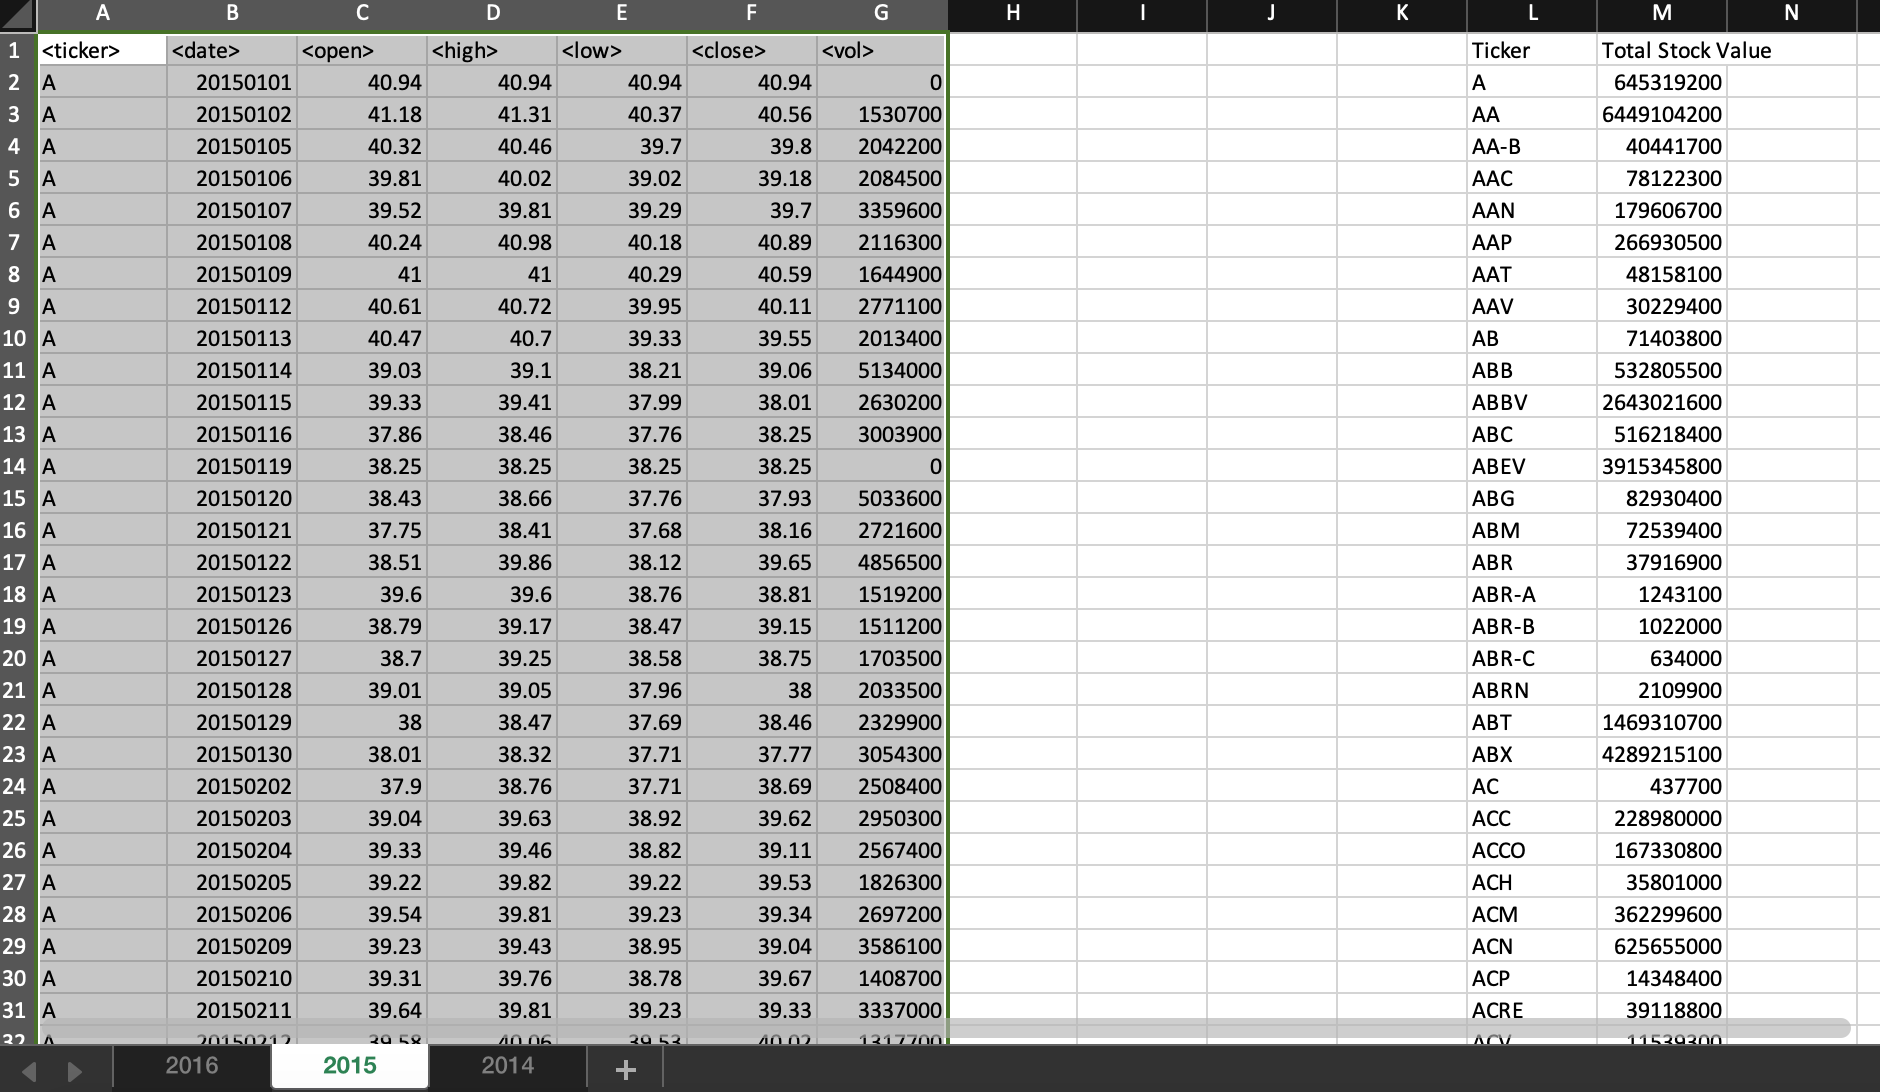 A B C D E F G H I J K L M N
1 <ticker> <date> <open> <high> <low> <close> <vol> Ticker Total Stock Value
2 A 20150101 40.94 40.94 40.94 40.94 0 A 645319200
3 A 20150102 41.18 41.31 40.37 40.56 1530700 AA 6449104200
4 A 20150105 40.32 40.46 39.7 39.8 2042200 AA-B 40441700
5 A 20150106 39.81 40.02 39.02 39.18 2084500 AAC 78122300
6 A 20150107 39.52 39.81 39.29 39.7 3359600 AAN 179606700
7 A 20150108 40.24 40.98 40.18 40.89 2116300 AAP 266930500
8 A 20150109 41 41 40.29 40.59 1644900 AAT 48158100
9 A 20150112 40.61 40.72 39.95 40.11 2771100 AAV 30229400
10 A 20150113 40.47 40.7 39.33 39.55 2013400 AB 71403800
11 A 20150114 39.03 39.1 38.21 39.06 5134000 ABB 532805500
12 A 20150115 39.33 39.41 37.99 38.01 2630200 ABBV 2643021600
13 A 20150116 37.86 38.46 37.76 38.25 3003900 ABC 516218400
14 A 20150119 38.25 38.25 38.25 38.25 0 ABEV 3915345800
15 A 20150120 38.43 38.66 37.76 37.93 5033600 ABG 82930400
16 A 20150121 37.75 38.41 37.68 38.16 2721600 ABM 72539400
17 A 20150122 38.51 39.86 38.12 39.65 4856500 ABR 37916900
18 A 20150123 39.6 39.6 38.76 38.81 1519200 ABR-A 1243100
19 A 20150126 38.79 39.17 38.47 39.15 1511200 ABR-B 1022000
20 A 20150127 38.7 39.25 38.58 38.75 1703500 ABR-C 634000
21 A 20150128 39.01 39.05 37.96 38 2033500 ABRN 2109900
22 A 20150129 38 38.47 37.69 38.46 2329900 ABT 1469310700
23 A 20150130 38.01 38.32 37.71 37.77 3054300 ABX 4289215100
24 A 20150202 37.9 38.76 37.71 38.69 2508400 AC 437700
25 A 20150203 39.04 39.63 38.92 39.62 2950300 ACC 228980000
26 A 20150204 39.33 39.46 38.82 39.11 2567400 ACCO 167330800
27 A 20150205 39.22 39.82 39.22 39.53 1826300 ACH 35801000
28 A 20150206 39.54 39.81 39.23 39.34 2697200 ACM 362299600
29 A 20150209 39.23 39.43 38.95 39.04 3586100 ACN 625655000
30 A 20150210 39.31 39.76 38.78 39.67 1408700 ACP 14348400
31 A 20150211 39.64 39.81 39.23 39.33 3337000 ACRE 39118800
32 A 20150212 39.58 40.06 39.53 40.02 1317700 ACV 11539300
2016 2015 2014 +